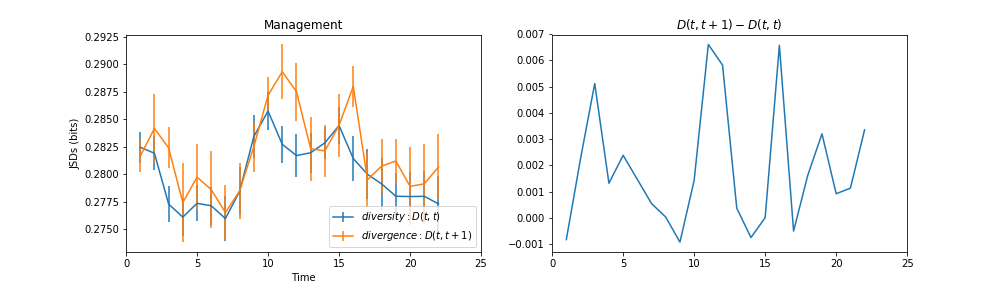 Management
0.2925
0.2900
0.2875
0.2850
0.2825
0.2800
0.2775
0.2750
JSDs (bits)
0 5 10 15 20 25
Time
diversity: D(t, t)
divergence: D(t, t+1)
D(t, t+1) − D(t, t)
0.007
0.006
0.005
0.004
0.003
0.002
0.001
0.000
−0.001
0 5 10 15 20 25